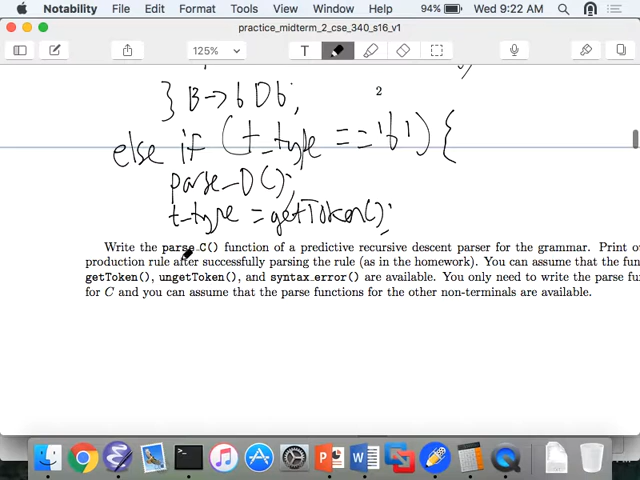 Notability File Edit Tools View Window Help 94% Wed 9:22 AM
practice_midterm_2_cse_340_s16_v1
125%
} B → b D b;
2
else if (t_type == 'b') {
parse_D();
t_type = getToken();
Write the parse_C() function of a predictive recursive descent parser for the grammar. Print o
production rule after successfully parsing the rule (as in the homework). You can assume that the fun
getToken(), ungetToken(), and syntax_error() are available. You only need to write the parse fu
for C and you can assume that the parse functions for the other non-terminals are available.